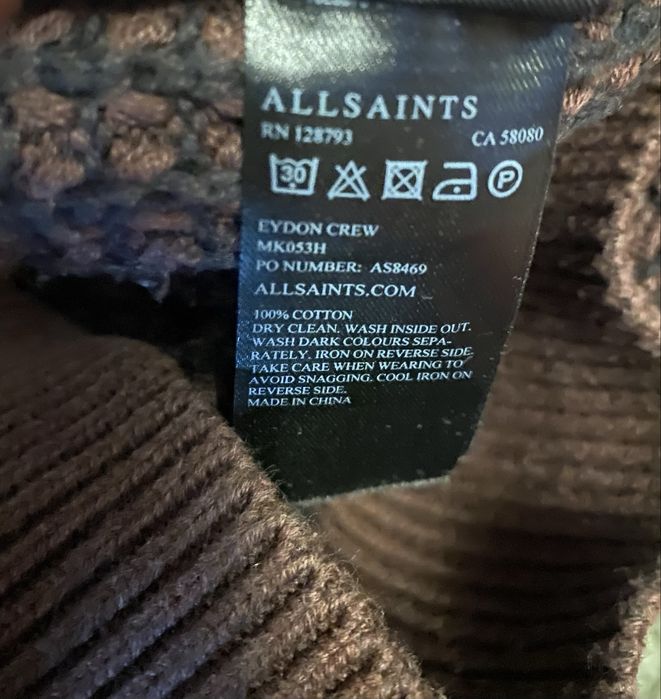 ALLSAINTS
RN 128793 CA 58080
30 P
EYDON CREW
MK053H
PO NUMBER: AS8469
ALLSAINTS.COM
100% COTTON
DRY CLEAN. WASH INSIDE OUT.
WASH DARK COLOURS SEPA-
RATELY. IRON ON REVERSE SIDE.
TAKE CARE WHEN WEARING TO
AVOID SNAGGING. COOL IRON ON
REVERSE SIDE.
MADE IN CHINA